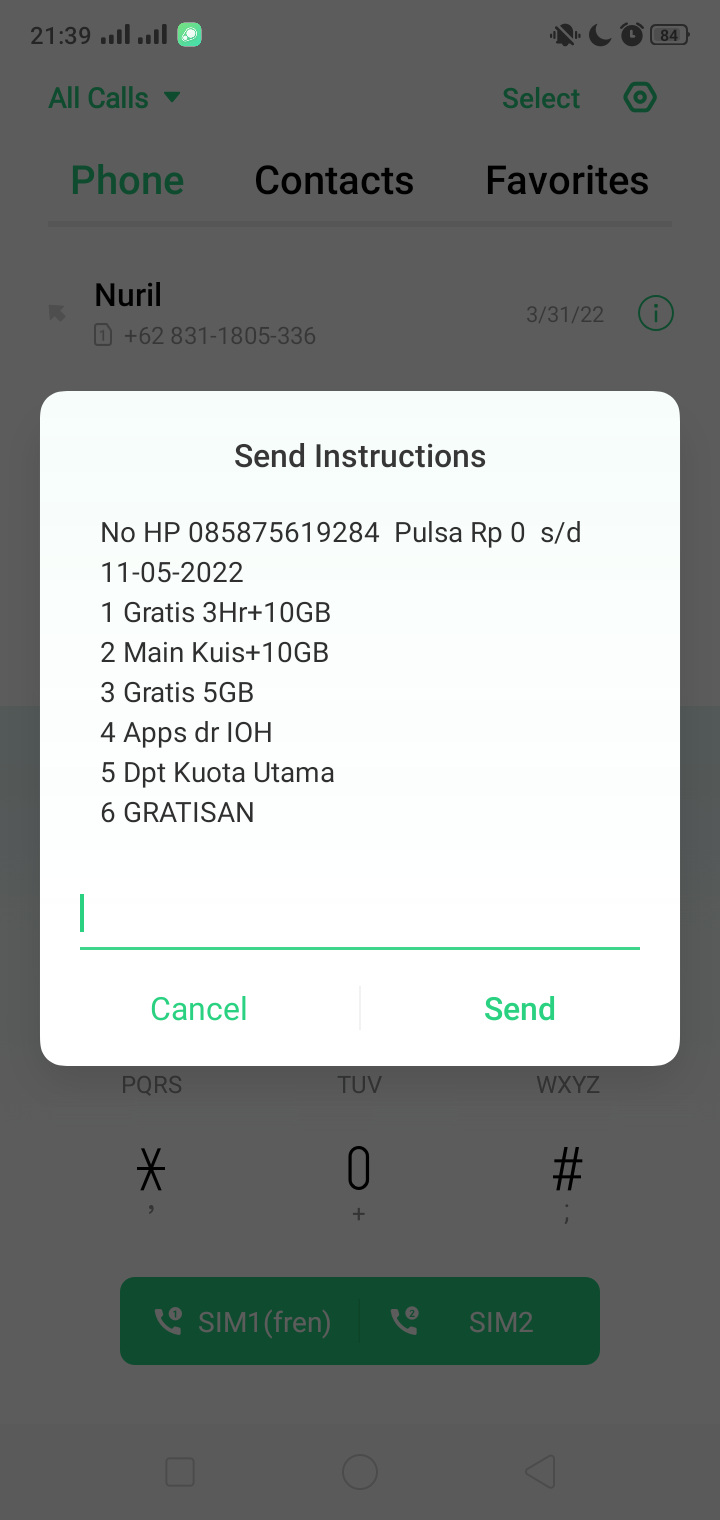 21:39
84
All Calls
Select
Phone Contacts Favorites
Nuril
1 +62 831-1805-336
3/31/22
Send Instructions
No HP 085875619284 Pulsa Rp 0 s/d
11-05-2022
1 Gratis 3Hr+10GB
2 Main Kuis+10GB
3 Gratis 5GB
4 Apps dr IOH
5 Dpt Kuota Utama
6 GRATISAN
Cancel Send
PQRS TUV WXYZ
* 0 #
, + ;
1 SIM1(fren) 2 SIM2